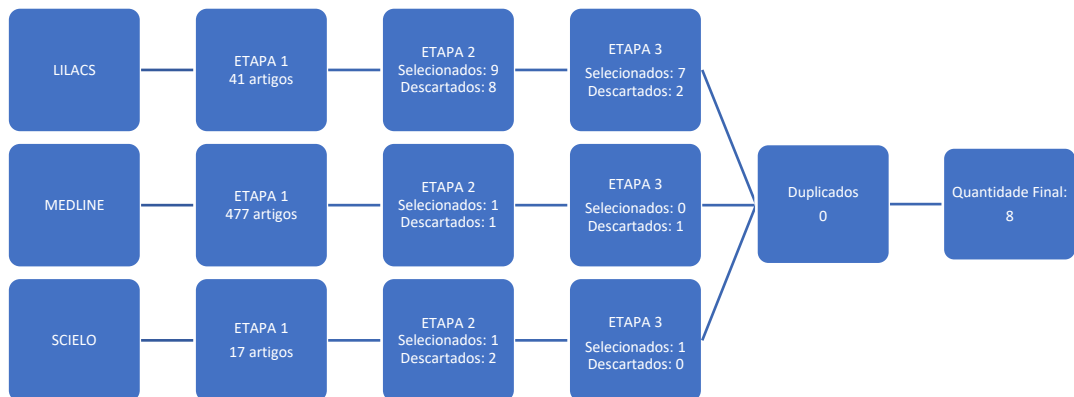 LILACS
ETAPA 1
41 artigos
ETAPA 2
Selecionados: 9
Descartados: 8
ETAPA 3
Selecionados: 7
Descartados: 2
MEDLINE
ETAPA 1
477 artigos
ETAPA 2
Selecionados: 1
Descartados: 1
ETAPA 3
Selecionados: 0
Descartados: 1
SCIELO
ETAPA 1
17 artigos
ETAPA 2
Selecionados: 1
Descartados: 2
ETAPA 3
Selecionados: 1
Descartados: 0
Duplicados
0
Quantidade Final:
8